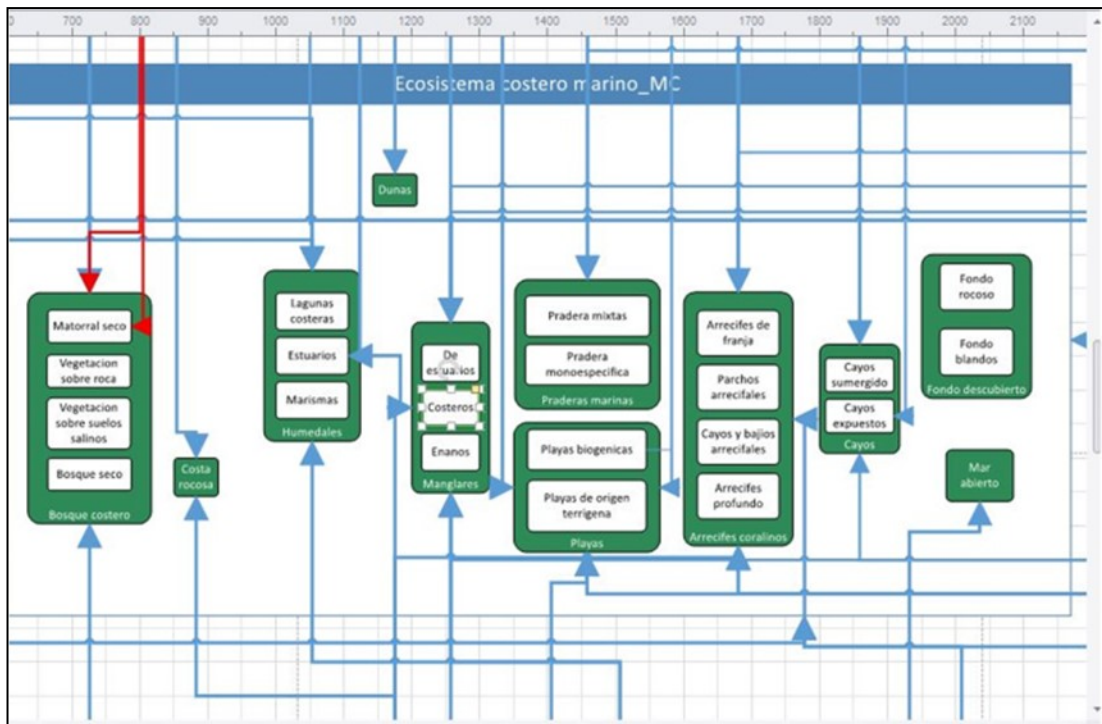 700 800 900 1000 1100 1200 1300 1400 1500 1600 1700 1800 1900 2000 2100
Ecosistema costero marino_MC
Dunas
Matorral seco
Vegetacion
sobre roca
Vegetacion
sobre suelos
salinos
Bosque seco
Bosque costero
Costa
rocosa
Lagunas
costeras
Estuarios
Marismas
Humedales
De
estuarios
Costeros
Enanos
Manglares
Pradera mixtas
Pradera
monoespecifica
Praderas marinas
Playas biogenicas
Playas de origen
terrigena
Playas
Arrecifes de
franja
Parchos
arrecifales
Cayos y bajios
arrecifales
Arrecifes
profundo
Arrecifes coralinos
Cayos
sumergido
Cayos
expuestos
Cayos
Fondo
rocoso
Fondo
blandos
Fondo descubierto
Mar
abierto